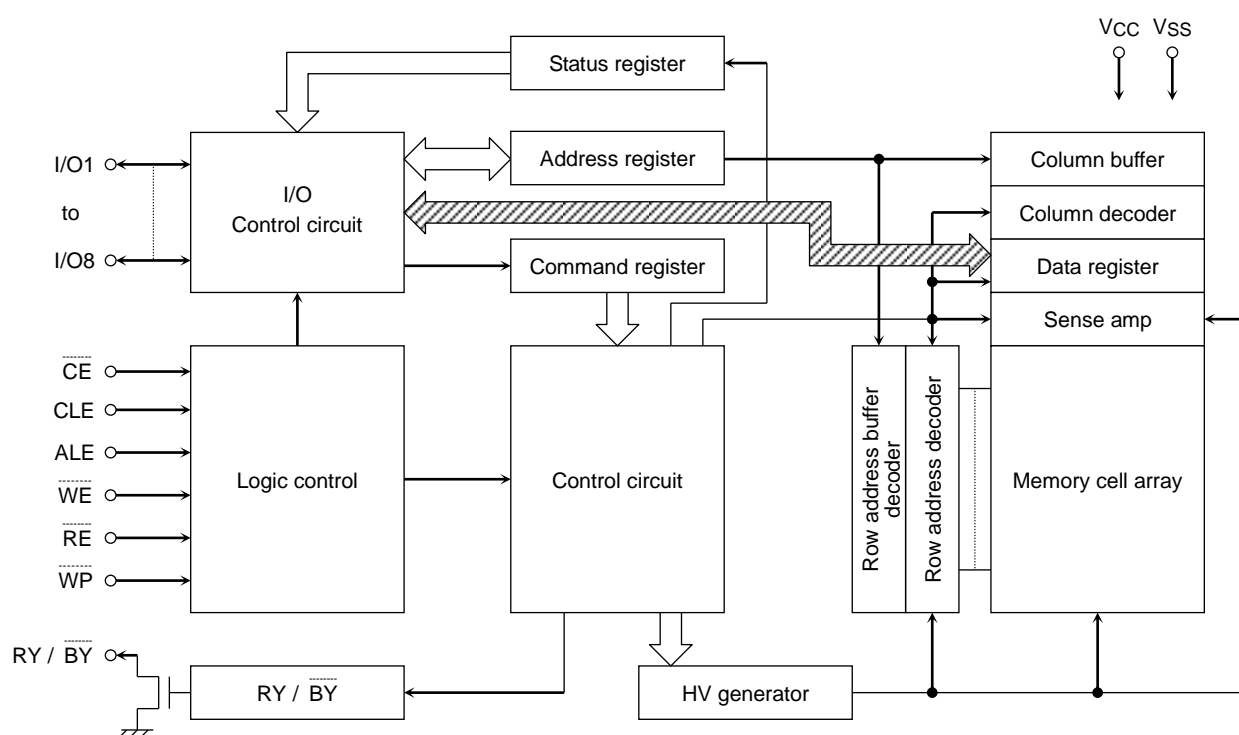 VCC VSS
Status register
I/O1
to
I/O8
I/O
Control circuit
Address register
Command register
Column buffer
Column decoder
Data register
Sense amp
CE
CLE
ALE
WE
RE
WP
Logic control
Control circuit
Row address buffer
decoder
Row address decoder
Memory cell array
RY / BY
RY / BY
HV generator